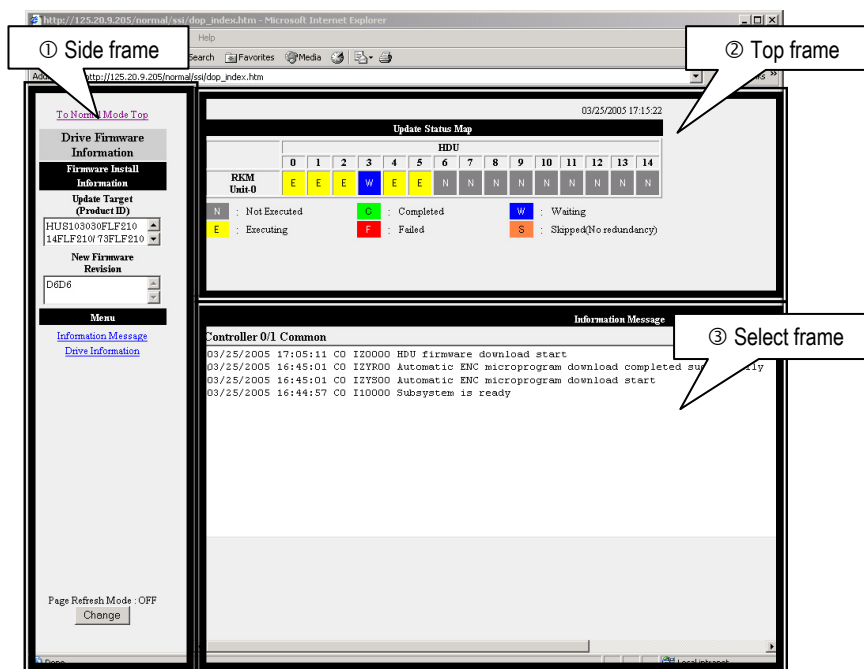 http://125.20.9.205/normal/ssi/dop_index.htm - Microsoft Internet Explorer
Help
Search Favorites Media
http://125.20.9.205/normal/ssi/dop_index.htm
① Side frame
② Top frame
③ Select frame
To Normal Mode Top
Drive Firmware
Information
Firmware Install
Information
Update Target
(Product ID)
HUS103030FLF210
14FLF210/ 73FLF210
New Firmware
Revision
D6D6
Menu
Information Message
Drive Information
Page Refresh Mode : OFF
Change
03/25/2005 17:15:22
Update Status Map
HDU
0 1 2 3 4 5 6 7 8 9 10 11 12 13 14
RKM
Unit-0
E E E W E E N N N N N N N N N
N : Not Executed C : Completed W : Waiting
E : Executing F : Failed S : Skipped(No redundancy)
Information Message
Controller 0/1 Common
03/25/2005 17:05:11 C0 IZ0000 HDU firmware download start
03/25/2005 16:45:01 C0 IZYR00 Automatic ENC microprogram download completed
03/25/2005 16:45:01 C0 IZYS00 Automatic ENC microprogram download start
03/25/2005 16:44:57 C0 I10000 Subsystem is ready
Done
Local intranet